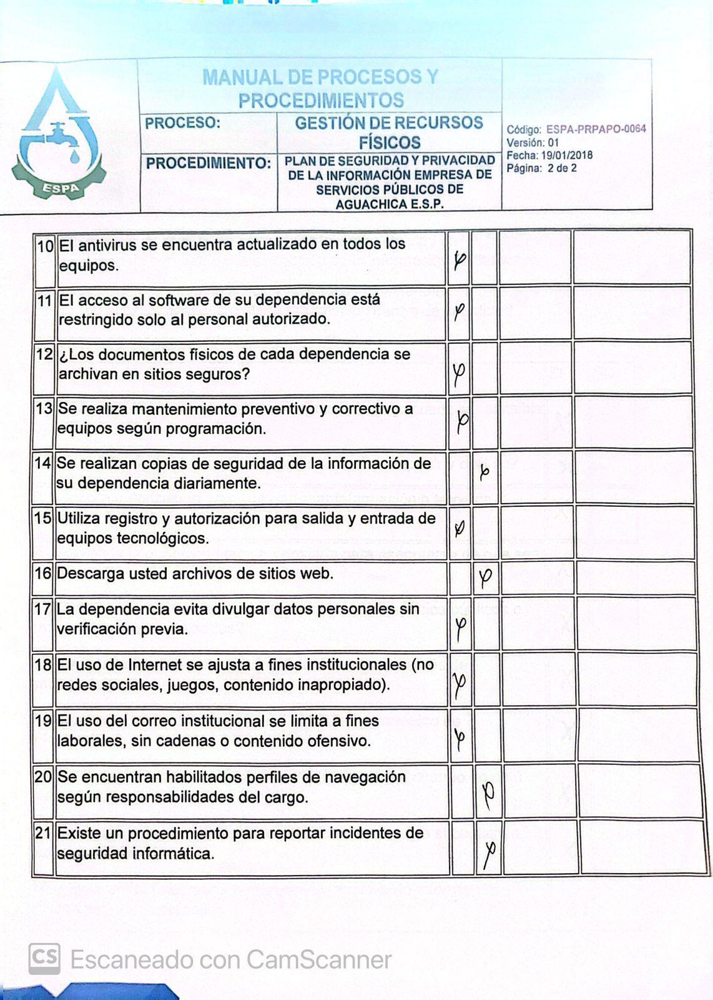 MANUAL DE PROCESOS Y
PROCEDIMIENTOS
PROCESO:
GESTIÓN DE RECURSOS
FÍSICOS
PROCEDIMIENTO:
PLAN DE SEGURIDAD Y PRIVACIDAD
DE LA INFORMACIÓN EMPRESA DE
SERVICIOS PÚBLICOS DE
AGUACHICA E.S.P.
Código: ESPA-PRPAPO-0064
Versión: 01
Fecha: 19/01/2018
Página: 2 de 2
ESPA
10 El antivirus se encuentra actualizado en todos los
equipos.
11 El acceso al software de su dependencia está
restringido solo al personal autorizado.
12 ¿Los documentos físicos de cada dependencia se
archivan en sitios seguros?
13 Se realiza mantenimiento preventivo y correctivo a
equipos según programación.
14 Se realizan copias de seguridad de la información de
su dependencia diariamente.
15 Utiliza registro y autorización para salida y entrada de
equipos tecnológicos.
16 Descarga usted archivos de sitios web.
17 La dependencia evita divulgar datos personales sin
verificación previa.
18 El uso de Internet se ajusta a fines institucionales (no
redes sociales, juegos, contenido inapropiado).
19 El uso del correo institucional se limita a fines
laborales, sin cadenas o contenido ofensivo.
20 Se encuentran habilitados perfiles de navegación
según responsabilidades del cargo.
21 Existe un procedimiento para reportar incidentes de
seguridad informática.
CS Escaneado con CamScanner